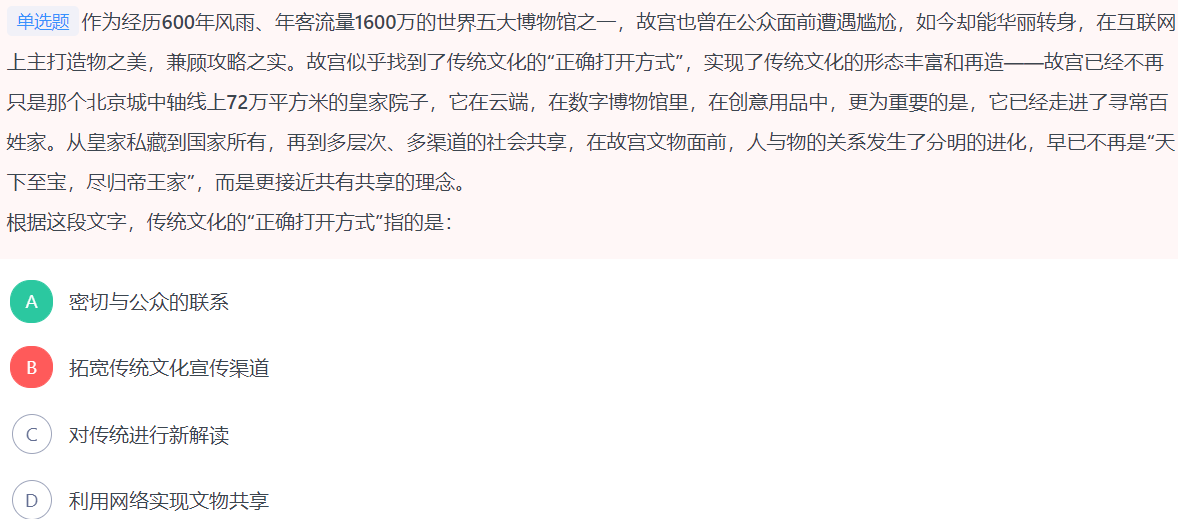 单选题 作为经历600年风雨、年客流量1600万的世界五大博物馆之一，故宫也曾在公众面前遭遇尴尬，如今却能华丽转身，在互联网
上主打造物之美，兼顾攻略之实。故宫似乎找到了传统文化的“正确打开方式”，实现了传统文化的形态丰富和再造——故宫已经不再
只是那个北京城中轴线上72万平方米的皇家院子，它在云端，在数字博物馆里，在创意用品中，更为重要的是，它已经走进了寻常百
姓家。从皇家私藏到国家所有，再到多层次、多渠道的社会共享，在故宫文物面前，人与物的关系发生了分明的进化，早已不再是“天
下至宝，尽归帝王家”，而是更接近共有共享的理念。
根据这段文字，传统文化的“正确打开方式”指的是：
A 密切与公众的联系
B 拓宽传统文化宣传渠道
C 对传统进行新解读
D 利用网络实现文物共享